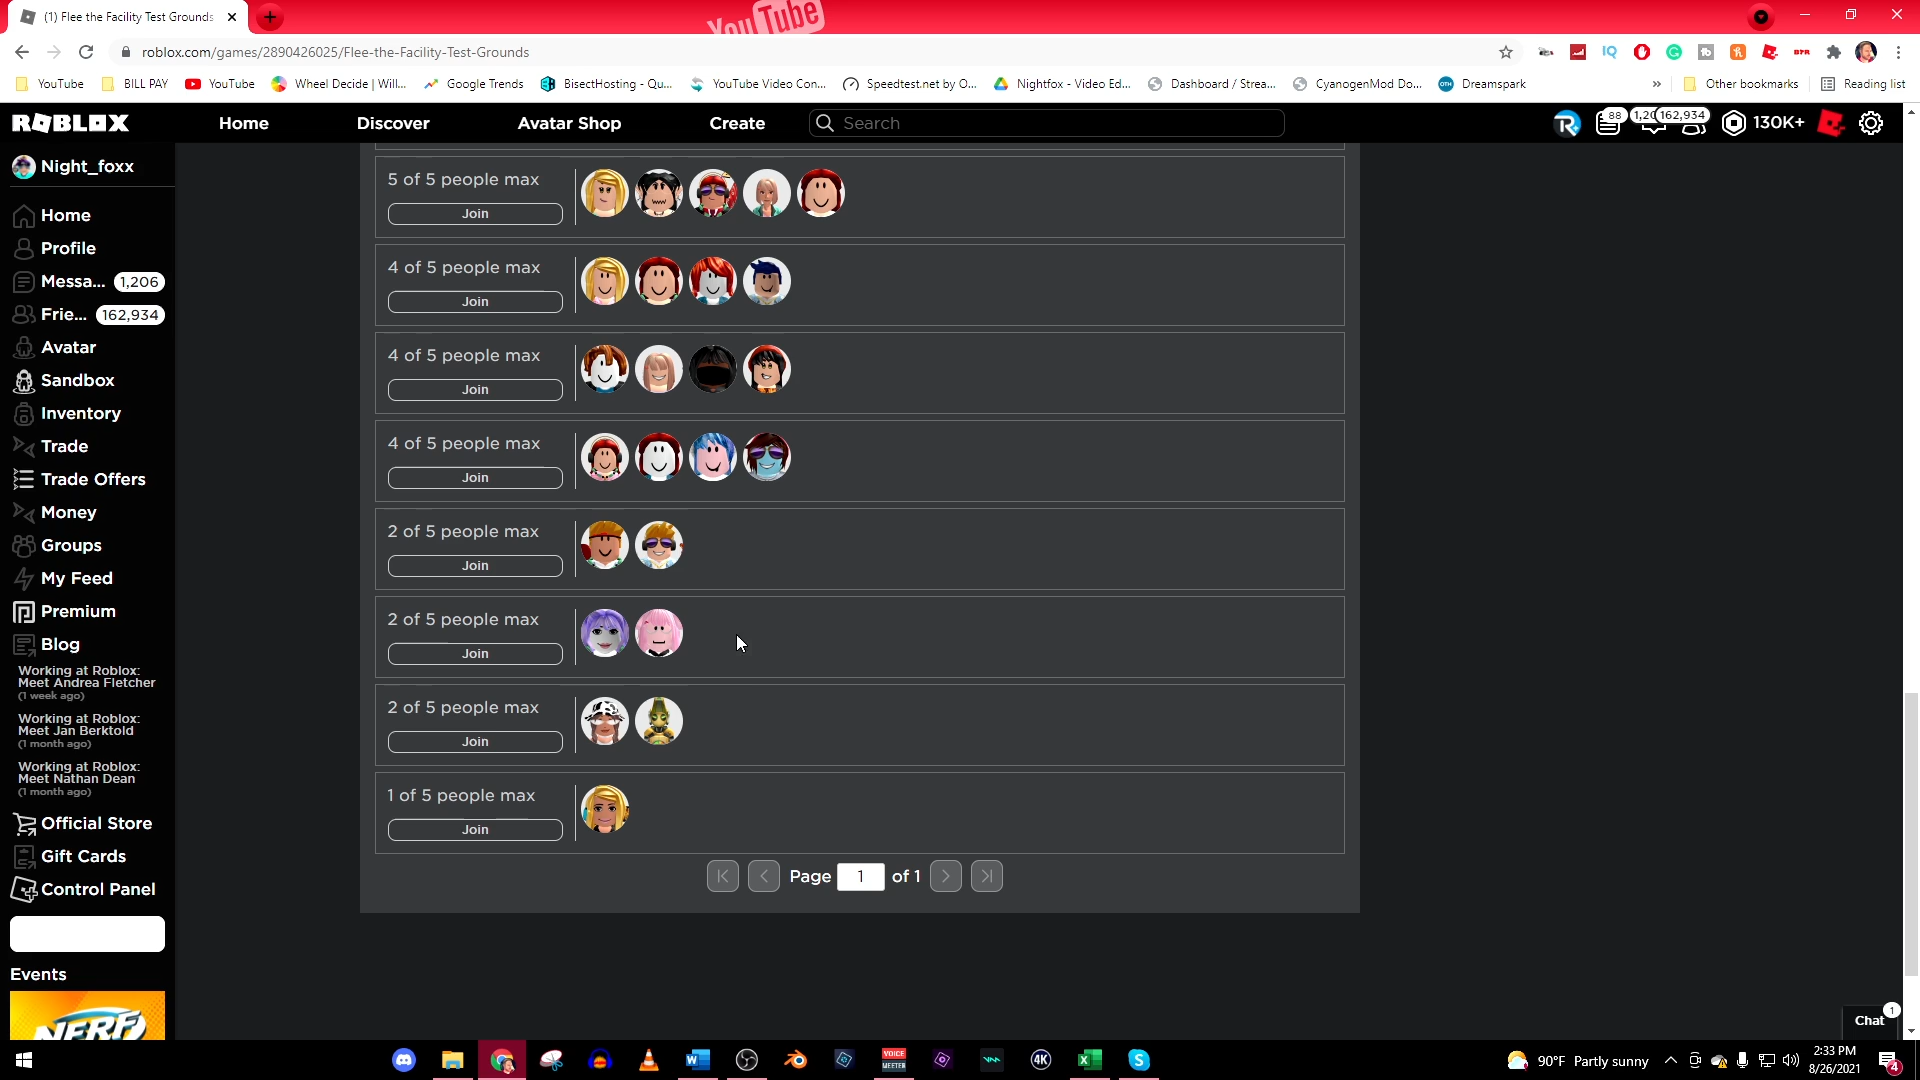 YouTube
(1) Flee the Facility Test Grounds
roblox.com/games/2890426025/Flee-the-Facility-Test-Grounds
YouTube
BILL PAY
YouTube
Wheel Decide | Will...
Google Trends
BisectHosting - Qu...
YouTube Video Con...
Speedtest.net by O...
Nightfox - Video Ed...
Dashboard / Strea...
CyanogenMod Do...
Dreamspark
»
Other bookmarks
Reading list
ROBLOX
Home
Discover
Avatar Shop
Create
Search
88
162,934
130K+
Night_foxx
Home
Profile
Messa... 1,206
Frie... 162,934
Avatar
Sandbox
Inventory
Trade
Trade Offers
Money
Groups
My Feed
Premium
Blog
Working at Roblox:
Meet Andrea Fletcher
(1 week ago)
Working at Roblox:
Meet Jan Berktold
(1 month ago)
Working at Roblox:
Meet Nathan Dean
(1 month ago)
Official Store
Gift Cards
Control Panel
Events
NERF
5 of 5 people max
Join
4 of 5 people max
Join
4 of 5 people max
Join
4 of 5 people max
Join
2 of 5 people max
Join
2 of 5 people max
Join
2 of 5 people max
Join
1 of 5 people max
Join
Page 1 of 1
Chat
1
VOICE
MEETER
4K
90°F Partly sunny
2:33 PM
8/26/2021
4